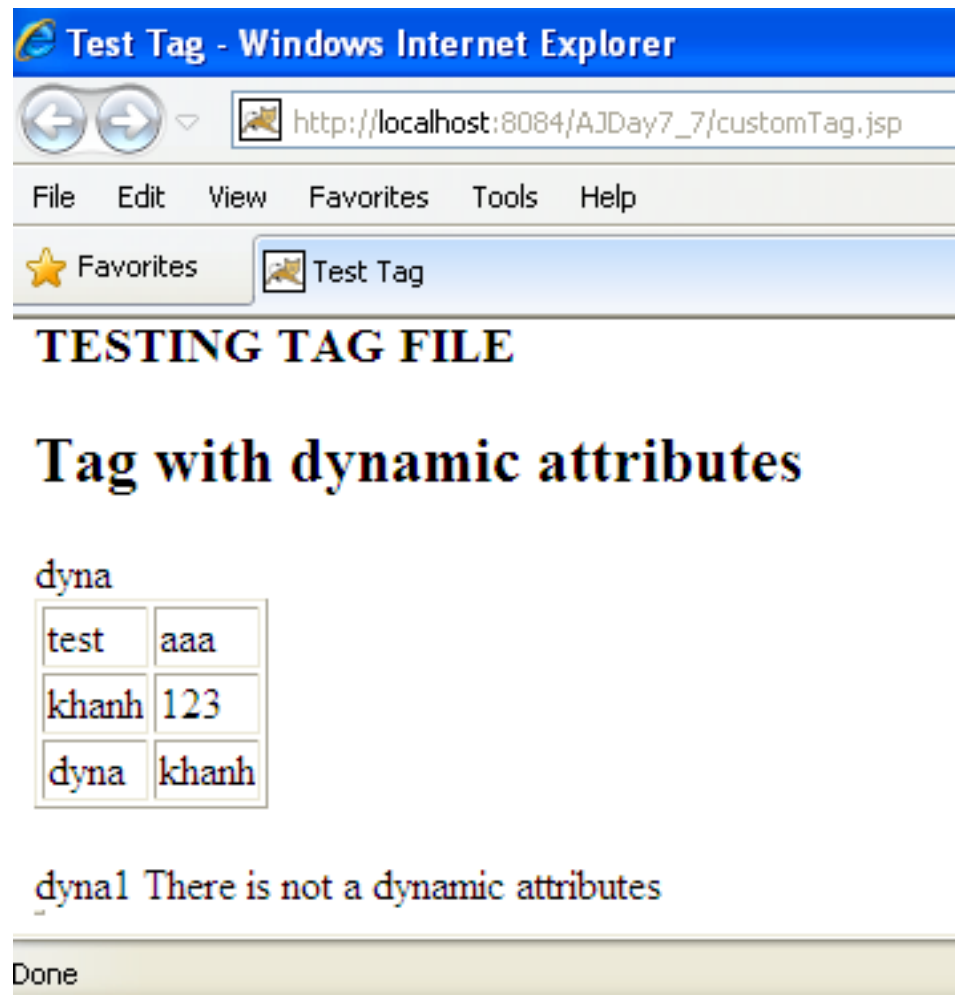 Test Tag - Windows Internet Explorer
http://localhost:8084/AJDay7_7/customTag.jsp
File Edit View Favorites Tools Help
Favorites Test Tag
TESTING TAG FILE
Tag with dynamic attributes
dyna
test aaa
khanh 123
dyna khanh
dyna1 There is not a dynamic attributes
Done